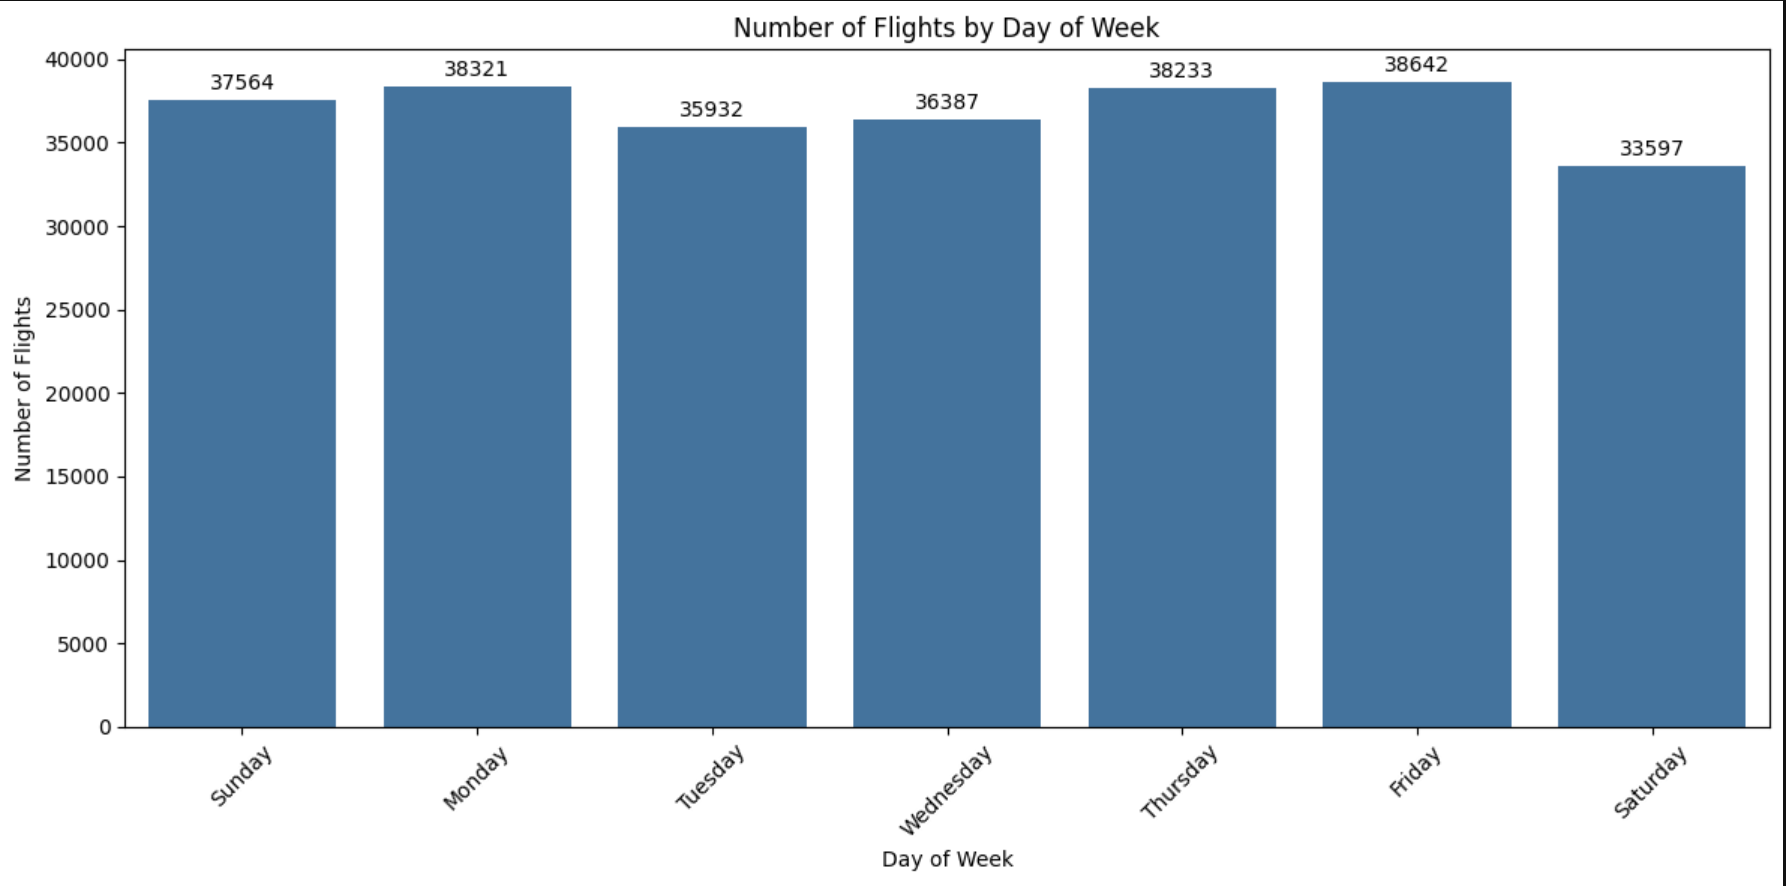 Number of Flights by Day of Week
Number of Flights
40000
35000
30000
25000
20000
15000
10000
5000
0
37564
38321
35932
36387
38233
38642
33597
Sunday
Monday
Tuesday
Wednesday
Thursday
Friday
Saturday
Day of Week